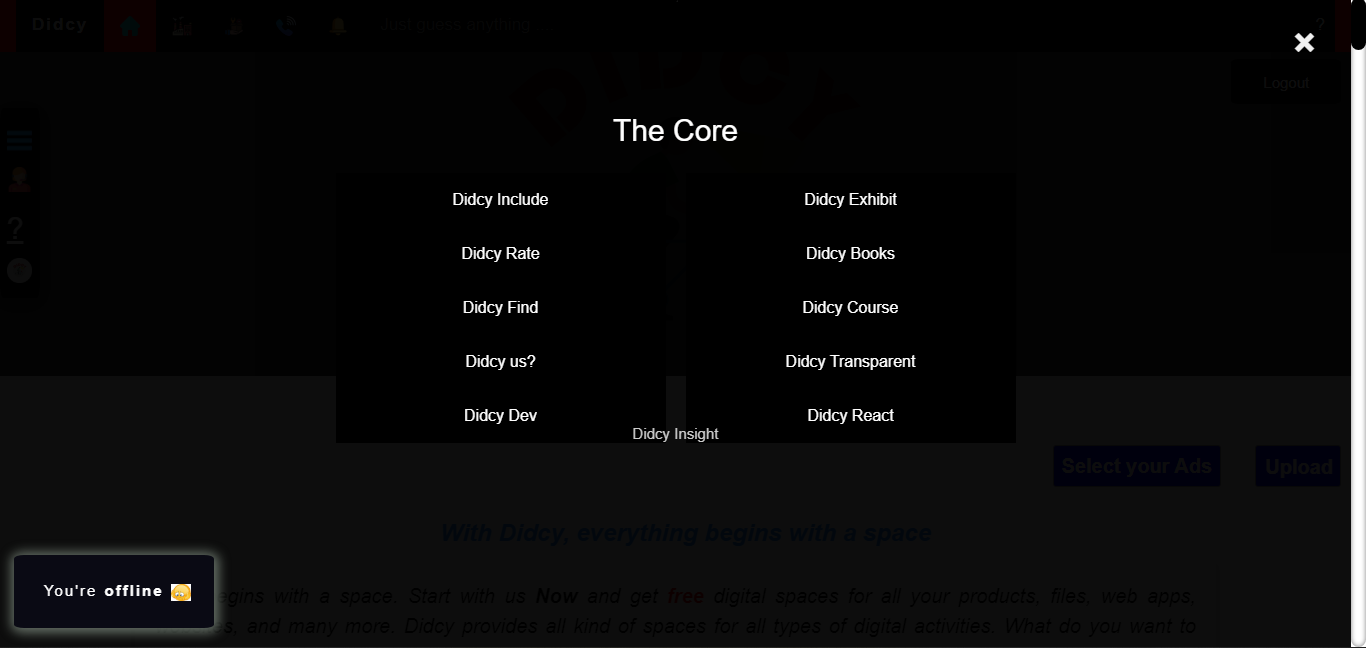 Didcy
Just guess anything
?
Logout
The Core
Didcy Include
Didcy Exhibit
Didcy Rate
Didcy Books
Didcy Find
Didcy Course
Didcy us?
Didcy Transparent
Didcy Dev
Didcy React
Didcy Insight
Select your Ads
Upload
With Didcy, everything begins with a space
?
You're offline
begins with a space. Start with us Now and get free digital spaces for all your products, files, web apps,
and many more. Didcy provides all kind of spaces for all types of digital activities. What do you want to